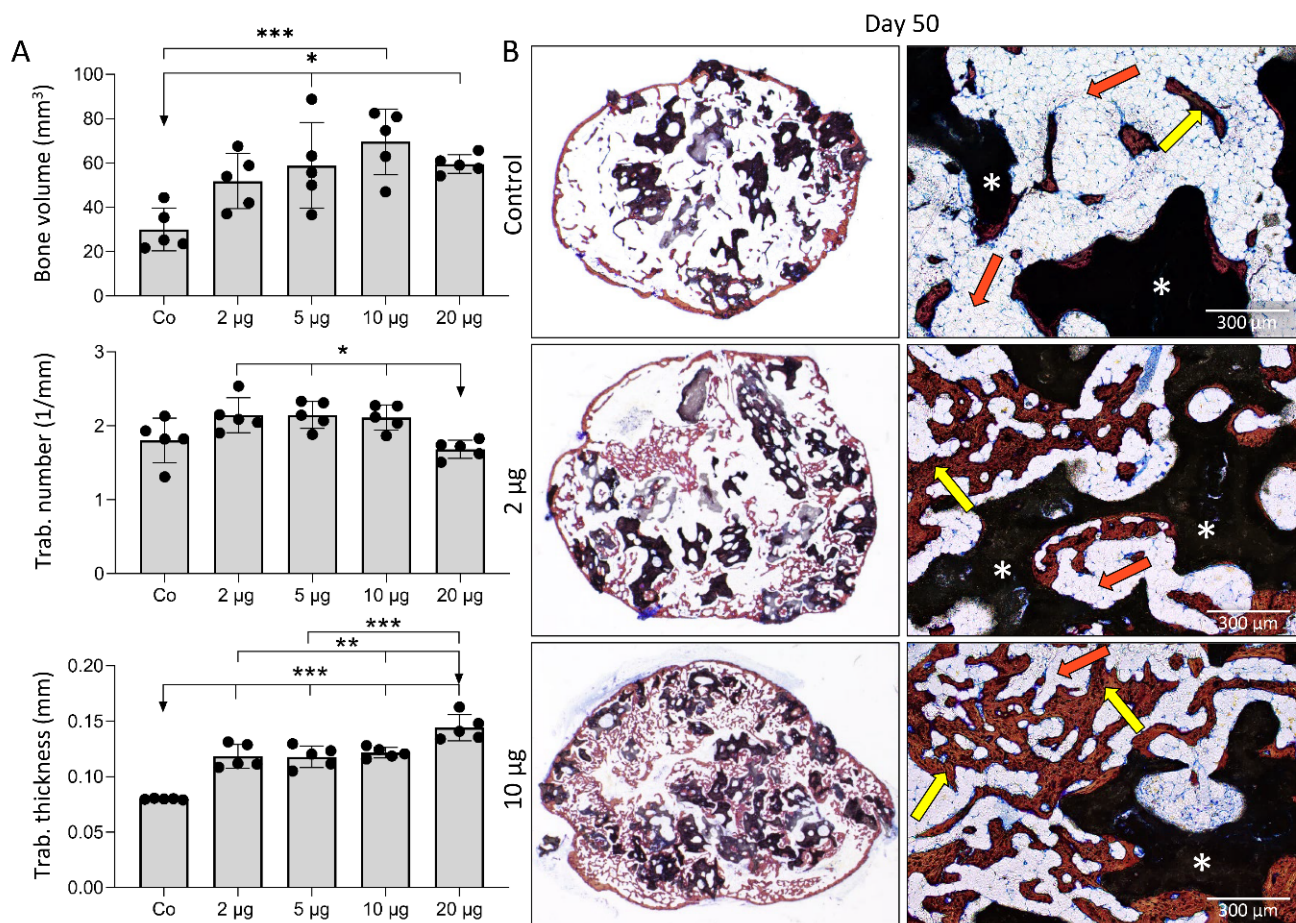 Day 50
A
B
***
*
Bone volume (mm³)
100
80
60
40
20
0
Co 2 µg 5 µg 10 µg 20 µg
*
Trab. number (1/mm)
3
2
1
0
Co 2 µg 5 µg 10 µg 20 µg
***
**
***
Trab. thickness (mm)
0.20
0.15
0.10
0.05
0.00
Co 2 µg 5 µg 10 µg 20 µg
Control
*
*
300 µm
2 µg
*
*
300 µm
10 µg
*
300 µm